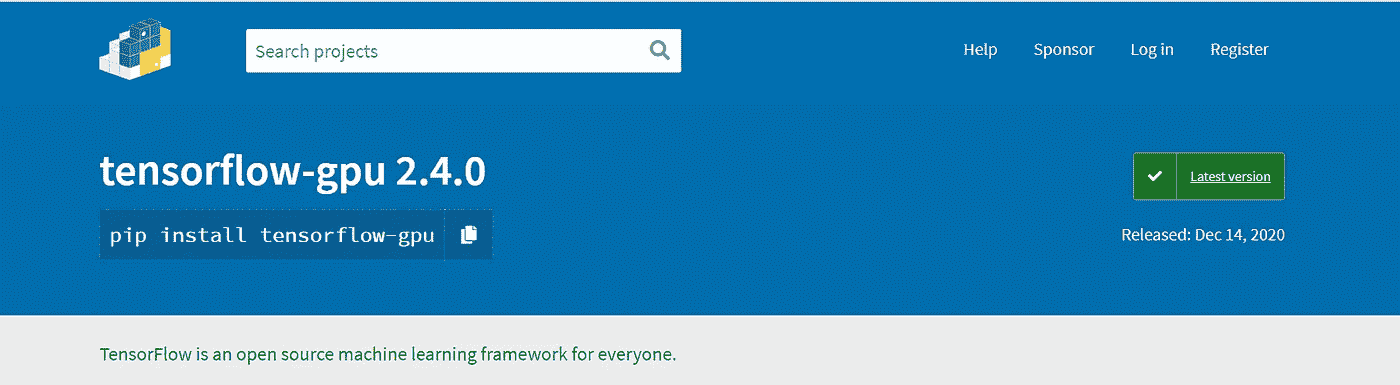 Search projects
Help Sponsor Log in Register
tensorflow-gpu 2.4.0
Latest version
pip install tensorflow-gpu
Released: Dec 14, 2020
TensorFlow is an open source machine learning framework for everyone.